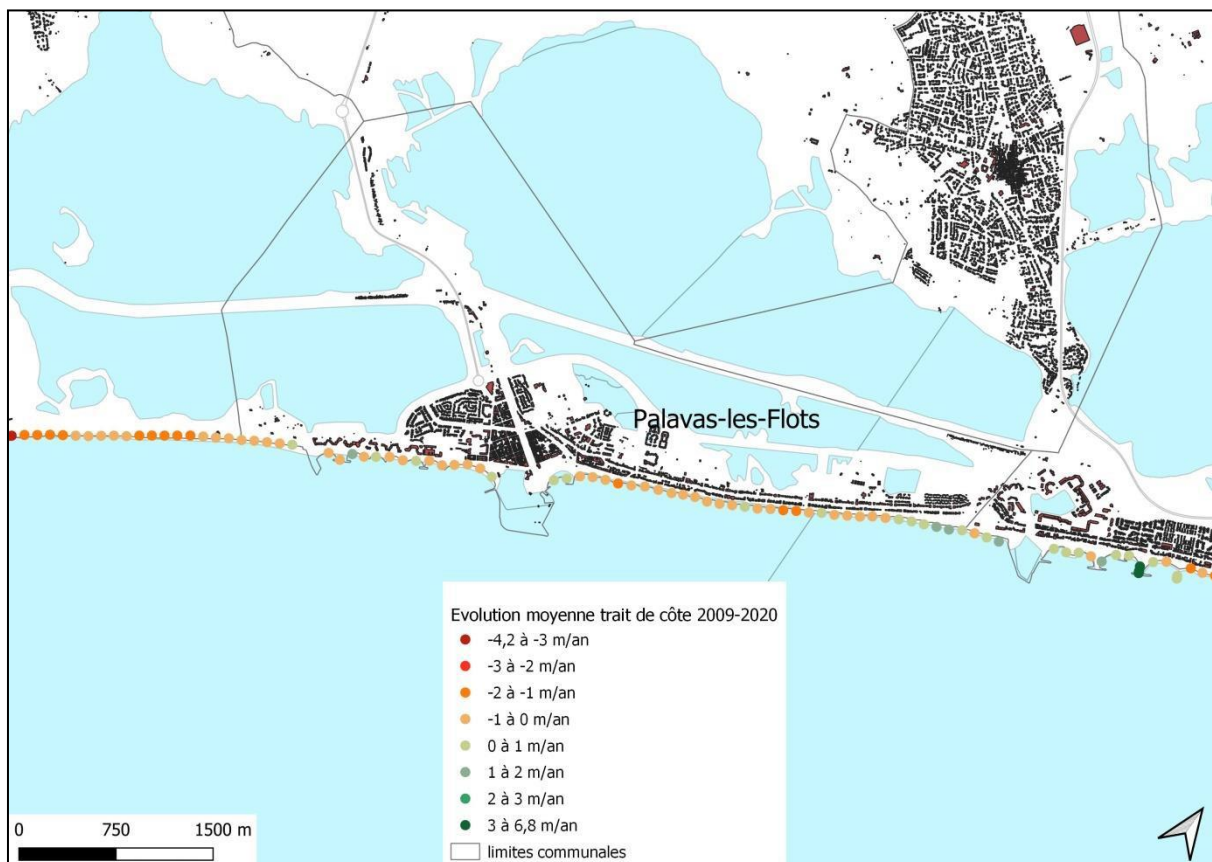 Palavas-les-Flots
Evolution moyenne trait de côte 2009-2020
-4,2 à -3 m/an
-3 à -2 m/an
-2 à -1 m/an
-1 à 0 m/an
0 à 1 m/an
1 à 2 m/an
2 à 3 m/an
3 à 6,8 m/an
limites communales
0 750 1500 m